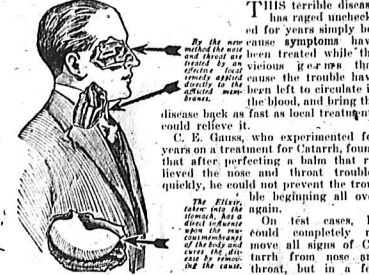 THIS terrible diseas
has raged uncheck
ed for years simply be
cause symptoms hav
been treated while th
vicious germs tha
cause the trouble hav
been left to circulate i
the blood, and bring th
disease back as fast as local treatment
could relieve it.
C. E. Gauss, who experimented fo
years on a treatment for Catarrh, foun
that after perfecting a balm that r
lieved the nose and throat trouble
quickly, he could not prevent the trou
ble beginning all ove
again.
On test cases, h
could completely r
move all signs of C
tarrh from nose an
throat, but in a f
By the new
method the nose
and throat are
treated by an
effective local
remedy applied
directly to the
afflicted mem-
branes.
The Elixir,
taken into the
stomach, has a
direct influence
upon the mu-
cous membranes
of the body and
cures the dis-
ease by remov-
ing the cause.